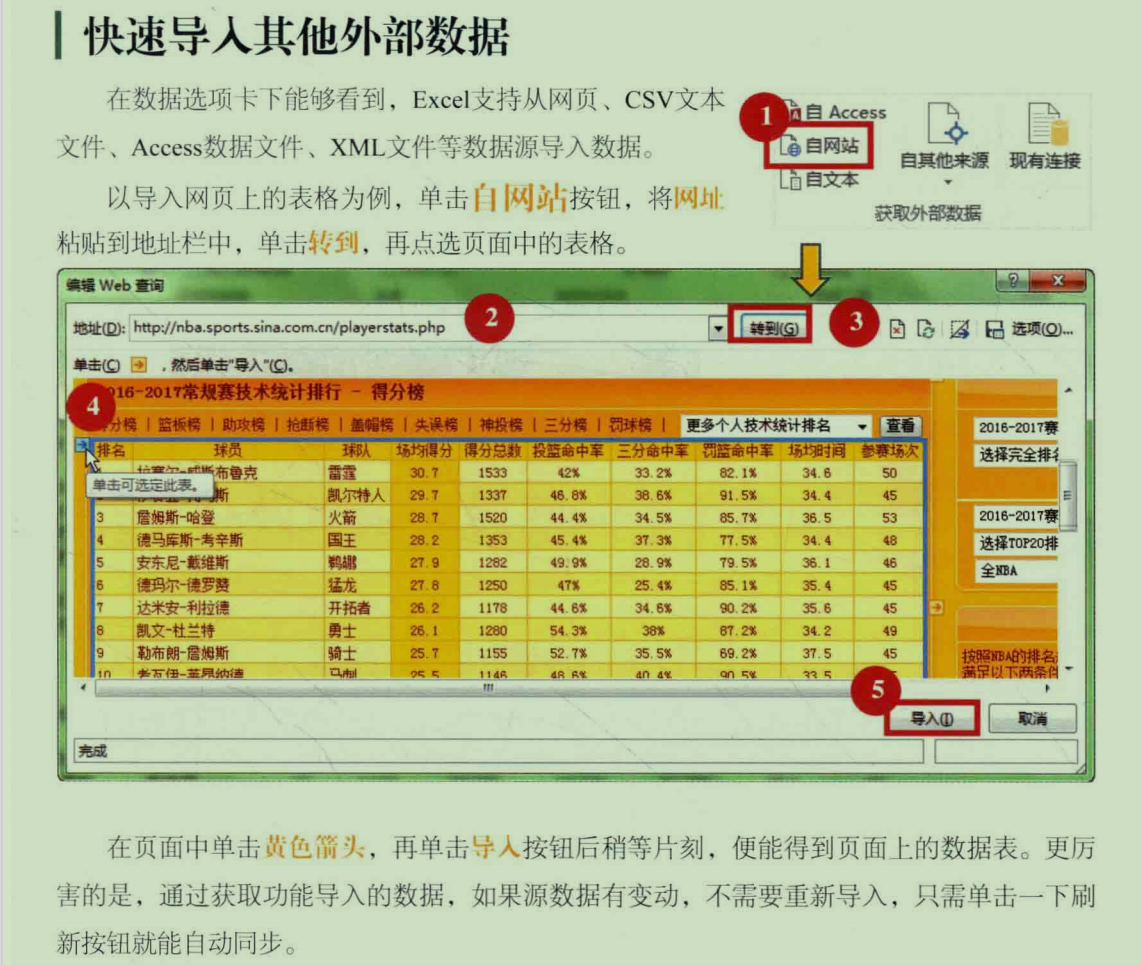 快速导入其他外部数据
在数据选项卡下能够看到，Excel支持从网页、CSV文本
文件、Access数据文件、XML文件等数据源导入数据。
以导入网页上的表格为例，单击自网站按钮，将网址
粘贴到地址栏中，单击转到，再点选页面中的表格。
1
自 Access
自网站
自文本
自其他来源
现有连接
获取外部数据
编辑 Web 查询
地址(D): http://nba.sports.sina.com.cn/playerstats.php 2 转到(G) 3 选项(O)...
单击(C) ，然后单击"导入"(C)。
16-2017常规赛技术统计排行 - 得分榜
4
分榜 | 篮板榜 | 助攻榜 | 抢断榜 | 盖帽榜 | 失误榜 | 神投榜 | 三分榜 | 罚球榜 | 更多个人技术统计排名 查看
排名 球员 球队 场均得分 得分总数 投篮命中率 三分命中率 罚篮命中率 场均时间 参赛场次
拉塞尔-威斯布鲁克 雷霆 30.7 1533 42% 33.2% 82.1% 34.6 50
单击可选定此表。
斯 凯尔特人 29.7 1337 46.8% 38.6% 91.5% 34.4 45
3 詹姆斯-哈登 火箭 28.7 1520 44.4% 34.5% 85.7% 36.5 53
4 德马库斯-考辛斯 国王 28.2 1353 45.4% 37.3% 77.5% 34.4 48
5 安东尼-戴维斯 鹈鹕 27.9 1282 49.9% 28.9% 79.5% 36.1 46
6 德玛尔-德罗赞 猛龙 27.8 1250 47% 25.4% 85.1% 35.4 45
7 达米安-利拉德 开拓者 26.2 1178 44.6% 34.6% 90.2% 35.6 45
8 凯文-杜兰特 勇士 26.1 1280 54.3% 38% 87.2% 34.2 49
9 勒布朗-詹姆斯 骑士 25.7 1155 52.7% 35.5% 69.2% 37.5 45
10 考瓦伊-莱昂纳德 马刺 25.5 1146 48.6% 40.4% 90.5% 33.5
2016-2017赛
选择完全排名
2016-2017赛
选择TOP20排
全NBA
按照NBA的排名
满足以下两条件
5
导入(I) 取消
完成
在页面中单击黄色箭头，再单击导入按钮后稍等片刻，便能得到页面上的数据表。更厉
害的是，通过获取功能导入的数据，如果源数据有变动，不需要重新导入，只需单击一下刷
新按钮就能自动同步。